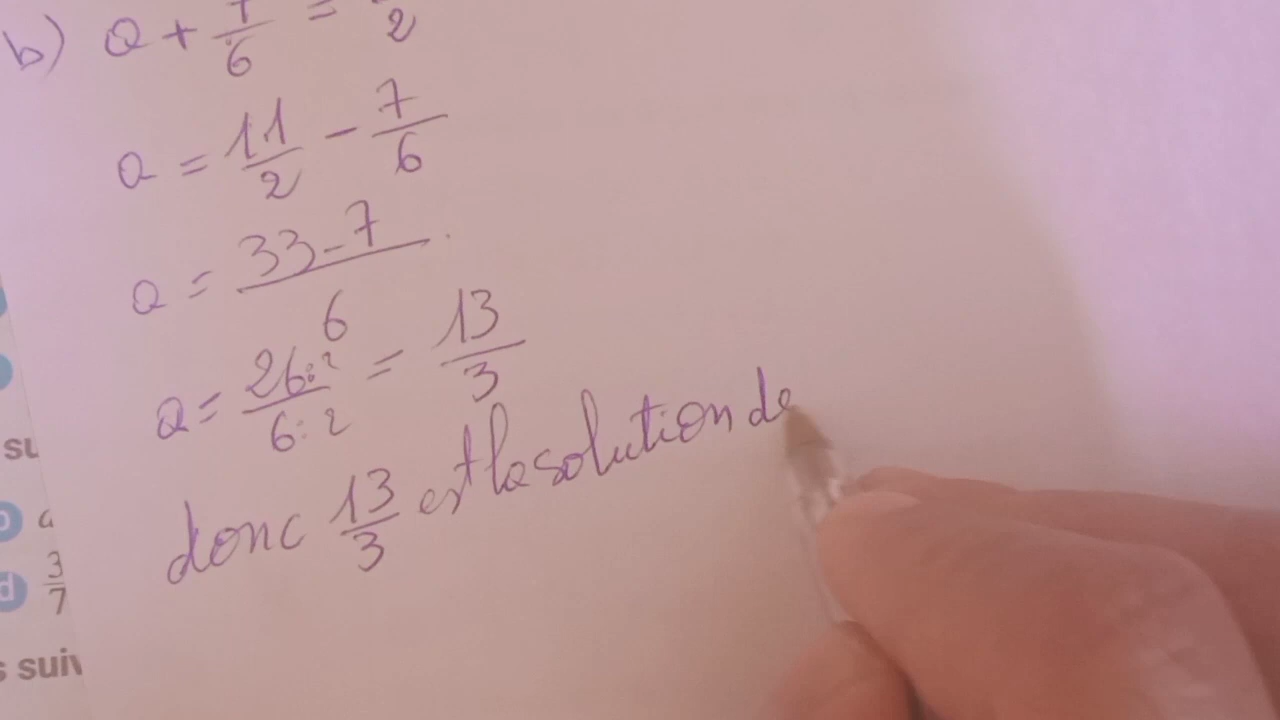 b) a + 7/6 = /2
a = 11/2 - 7/6
a = 33-7/6
a = 26:2/6:2 = 13/3
donc 13/3 est la solution de
su
d 3/7
s suiv